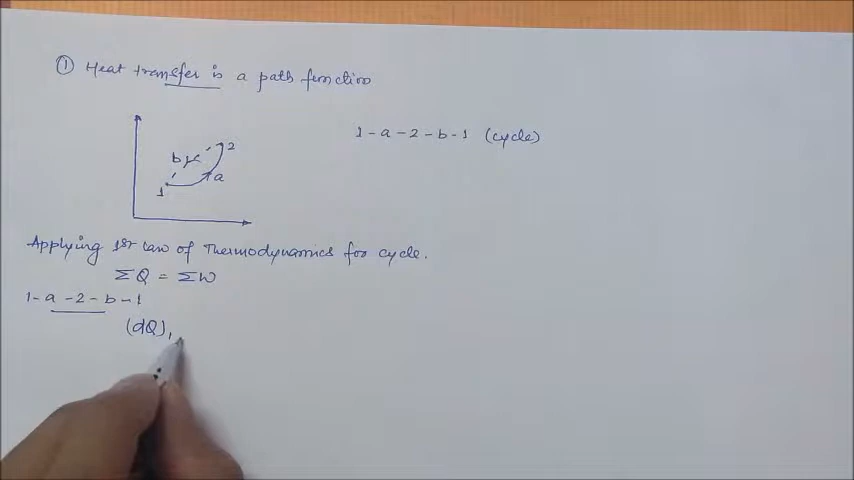 ① Heat transfer is a path function
1-a-2-b-1 (cycle)
2
b
a
1
Applying 1st law of Thermodynamics for cycle.
ΣQ = ΣW
1-a-2-b-1
(dQ)₁